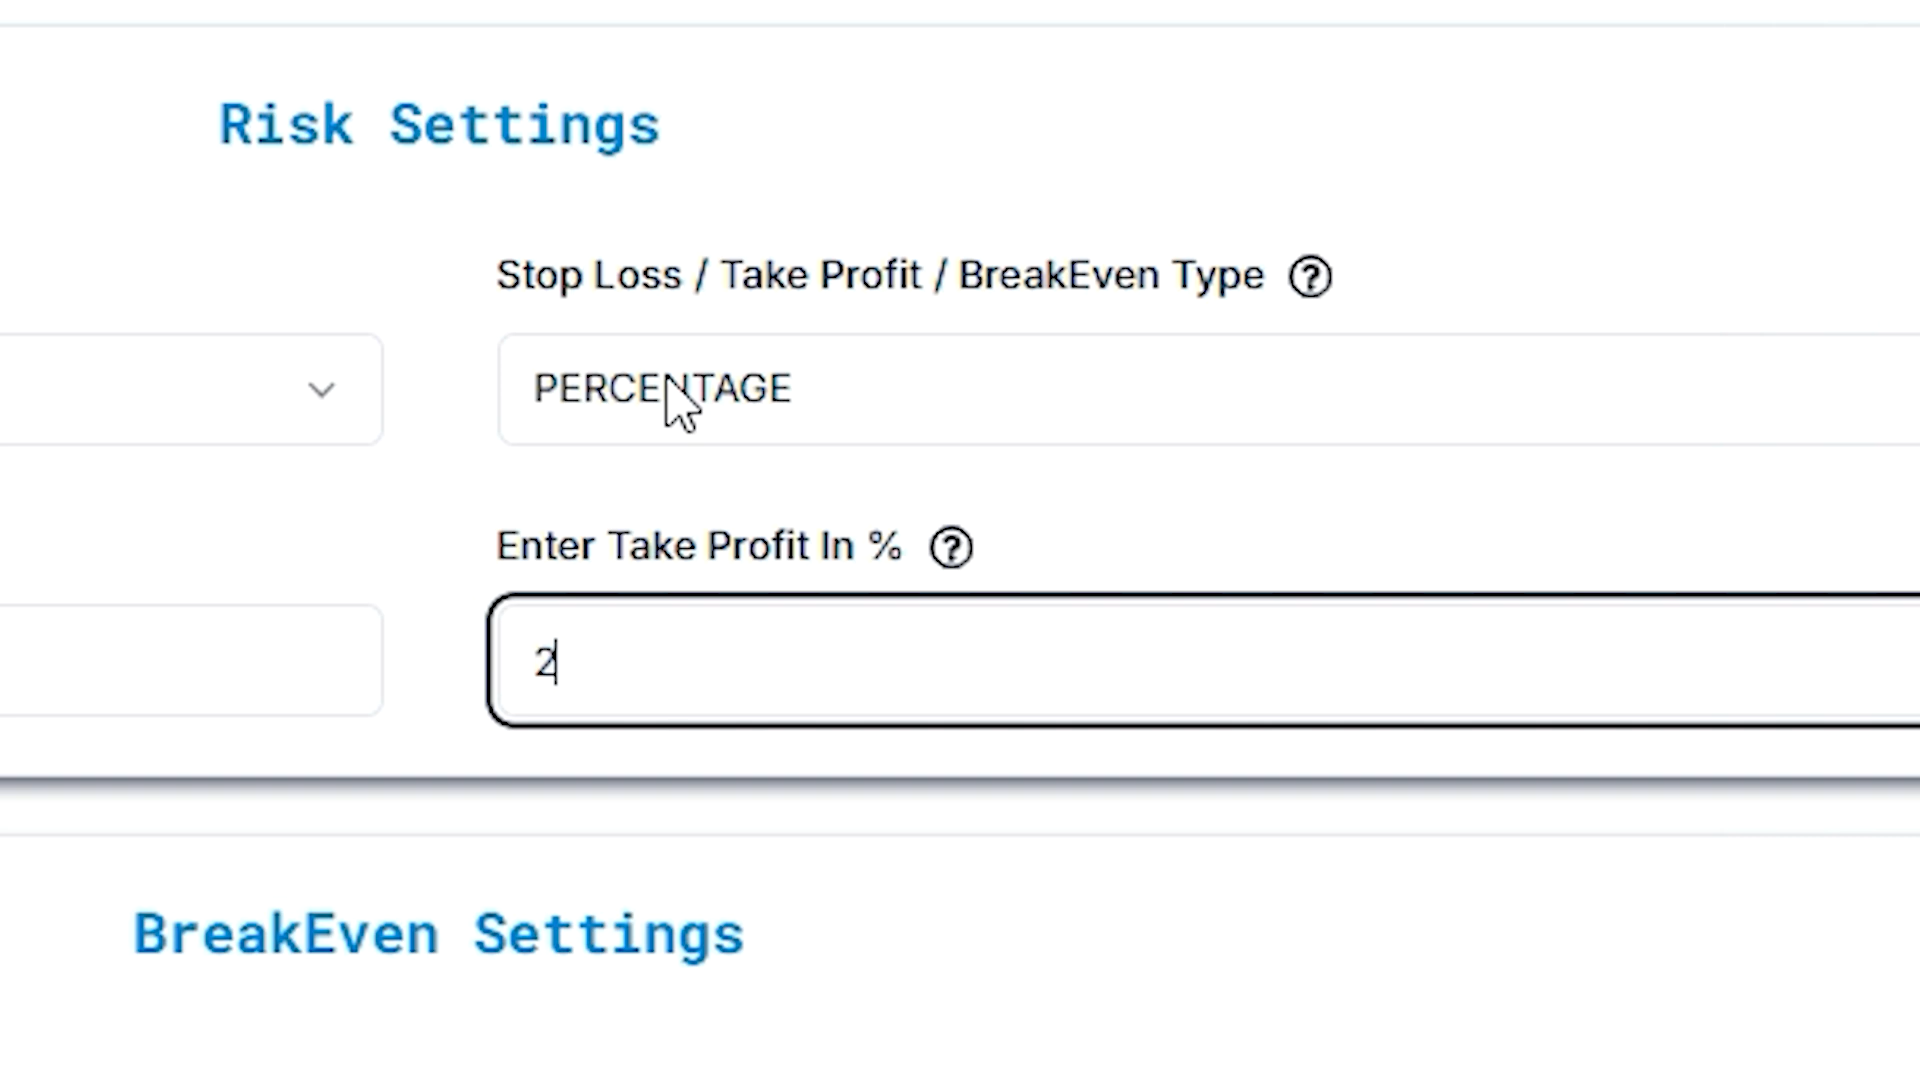 Risk Settings
Stop Loss / Take Profit / BreakEven Type ?
PERCENTAGE
Enter Take Profit In % ?
2
BreakEven Settings